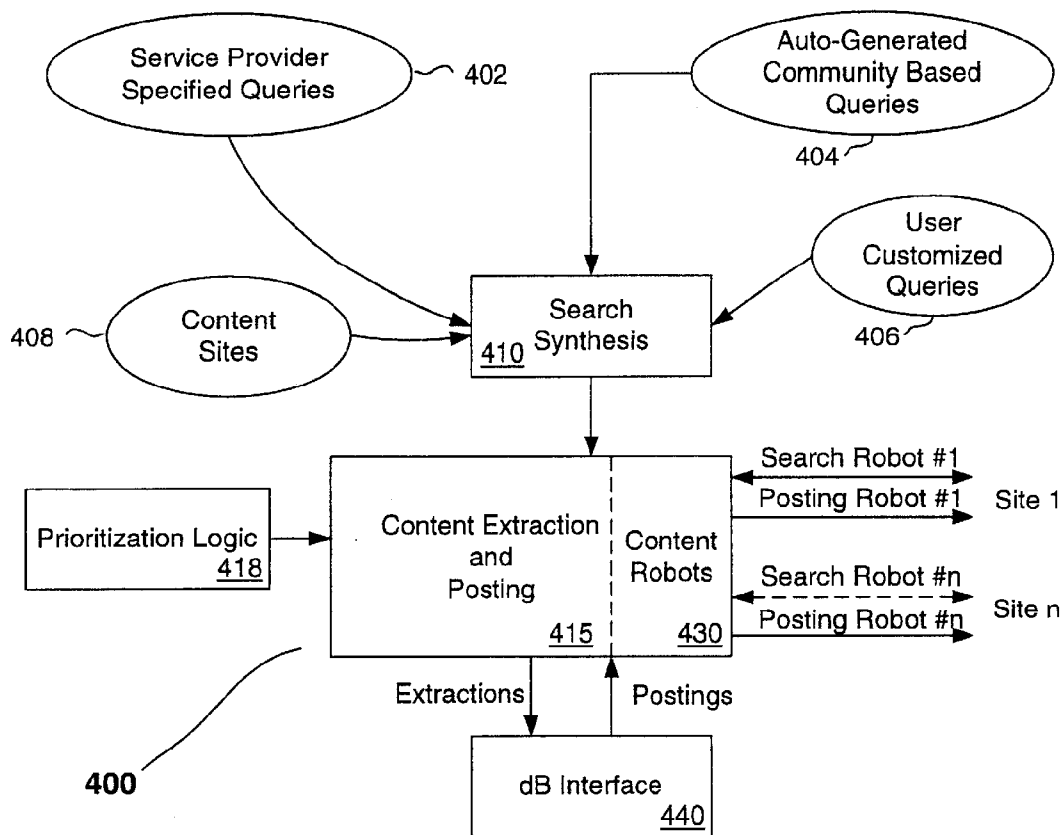 Service Provider
Specified Queries
402
Auto-Generated
Community Based
Queries
404
User
Customized
Queries
406
408
Content
Sites
Search
Synthesis
410
Prioritization Logic
418
Content Extraction
and
Posting
415
Content
Robots
430
Search Robot #1
Posting Robot #1
Site 1
Search Robot #n
Posting Robot #n
Site n
Extractions
Postings
400
dB Interface
440